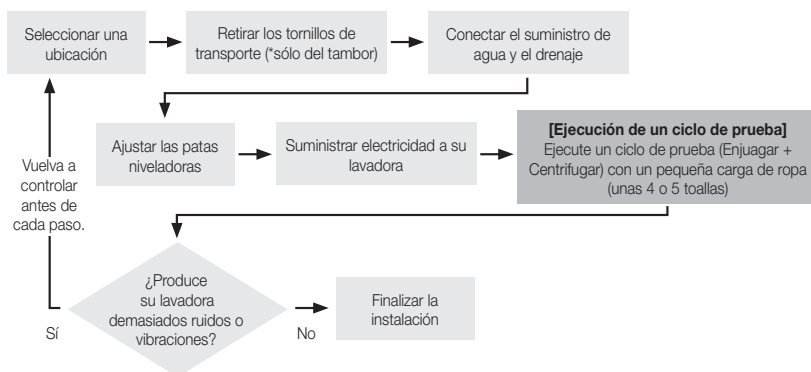 Seleccionar una
ubicación
Retirar los tornillos de
transporte (*sólo del tambor)
Conectar el suministro de
agua y el drenaje
Ajustar las patas
niveladoras
Suministrar electricidad a su
lavadora
[Ejecución de un ciclo de prueba]
Ejecute un ciclo de prueba (Enjuagar +
Centrifugar) con un pequeña carga de ropa
(unas 4 o 5 toallas)
Vuelva a
controlar
antes de
cada paso.
¿Produce
su lavadora
demasiados ruidos o
vibraciones?
Sí
No
Finalizar la
instalación